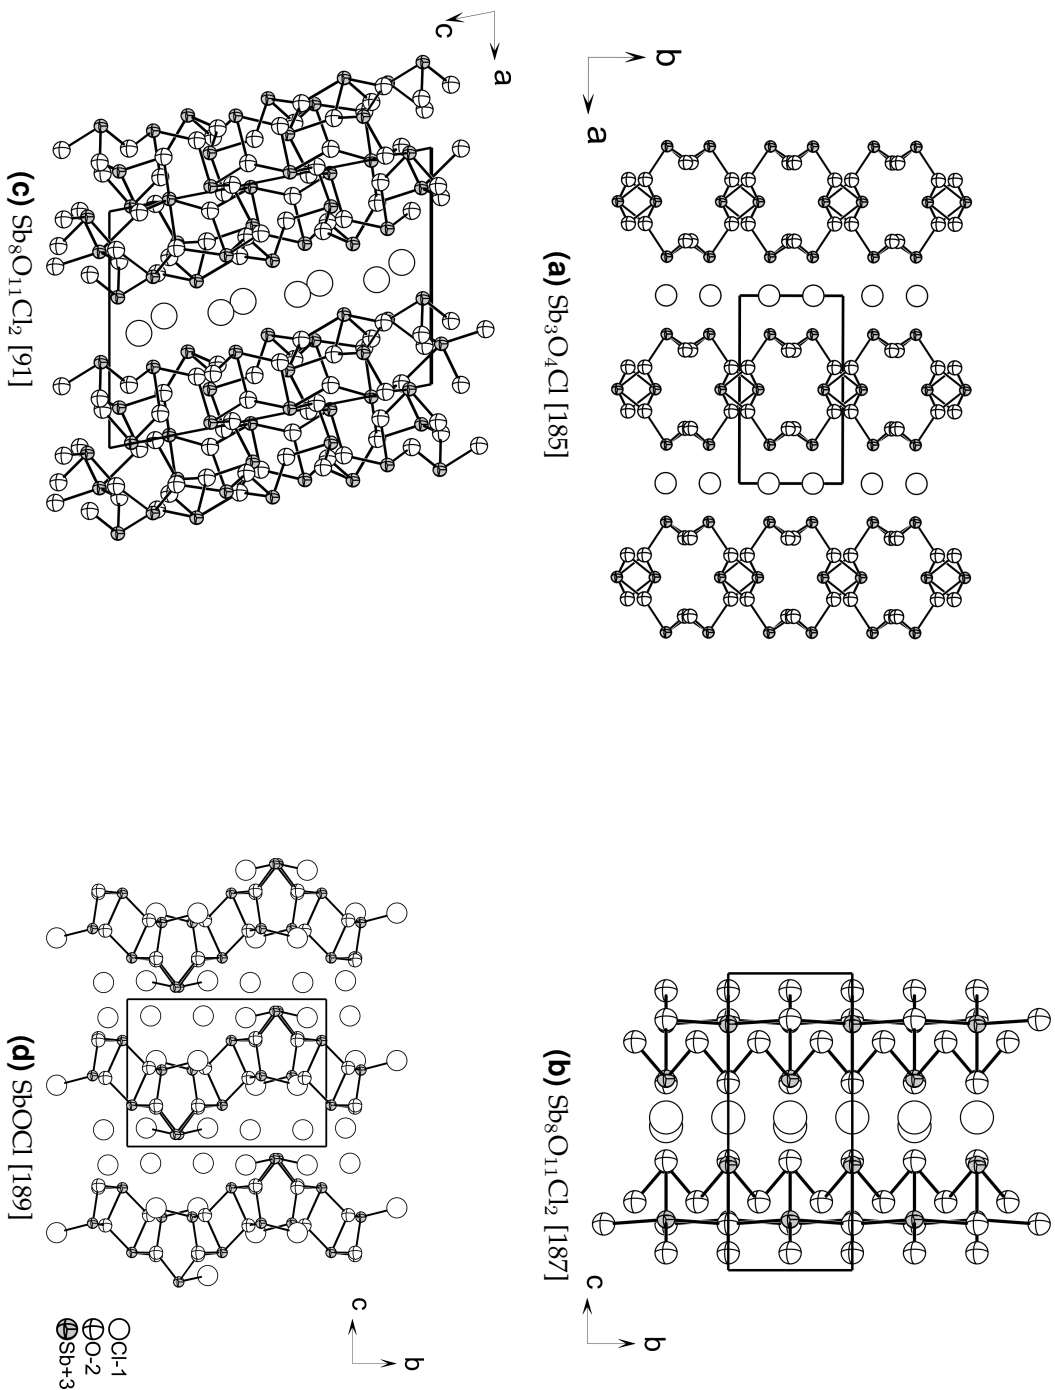 b
a
(a) Sb₃O₄Cl [185]
c
b
(b) Sb₈O₁₁Cl₂ [187]
c
a
(c) Sb₈O₁₁Cl₂ [91]
c
b
(d) SbOCl [189]
Cl-1
O-2
Sb+3